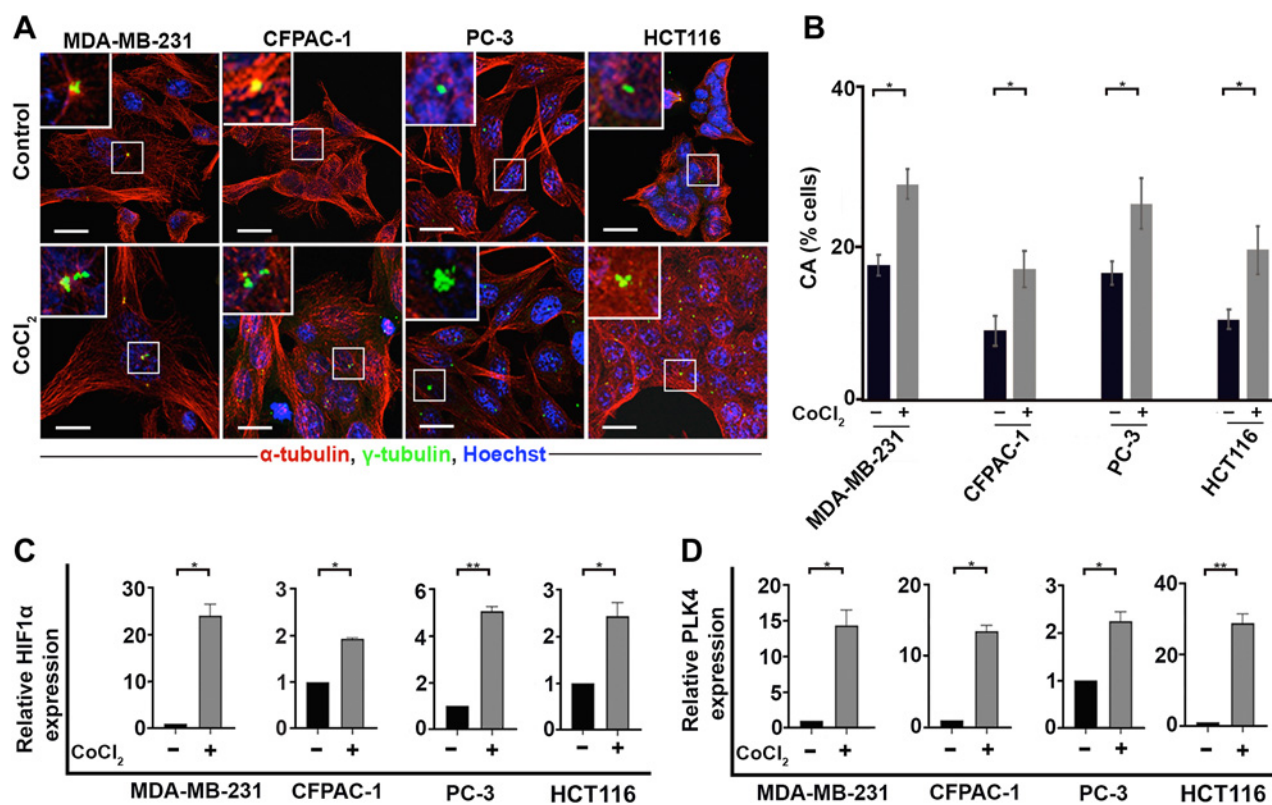 A
MDA-MB-231 CFPAC-1 PC-3 HCT116
Control
CoCl₂
α-tubulin, γ-tubulin, Hoechst
B
CA (% cells)
40
20
0
* * * *
CoCl₂ − + − + − + − +
MDA-MB-231 CFPAC-1 PC-3 HCT116
C
Relative HIF1α
expression
30
20
10
0
*
3
2
1
0
*
6
4
2
0
**
3
2
1
0
*
CoCl₂ − + − + − + − +
MDA-MB-231 CFPAC-1 PC-3 HCT116
D
Relative PLK4
expression
20
15
10
5
0
*
20
10
0
*
3
2
1
0
*
40
20
0
**
CoCl₂ − + − + − + − +
MDA-MB-231 CFPAC-1 PC-3 HCT116